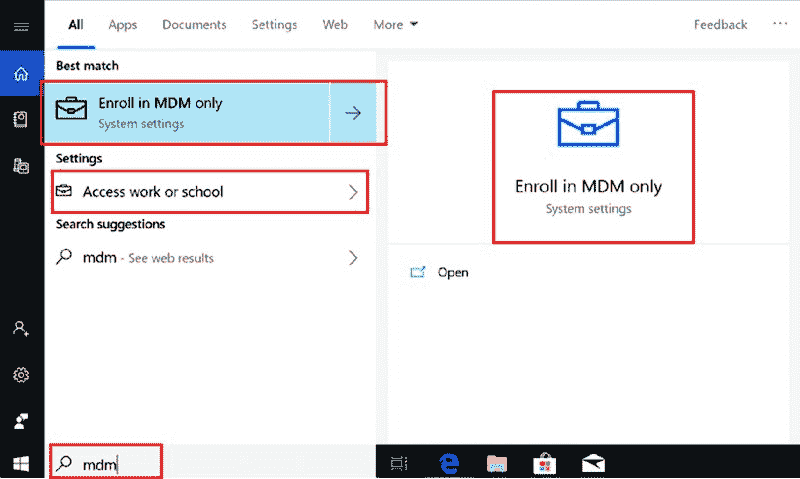 All Apps Documents Settings Web More Feedback ...
Best match
Enroll in MDM only
System settings
Settings
Access work or school
Search suggestions
mdm - See web results
Enroll in MDM only
System settings
Open
mdm